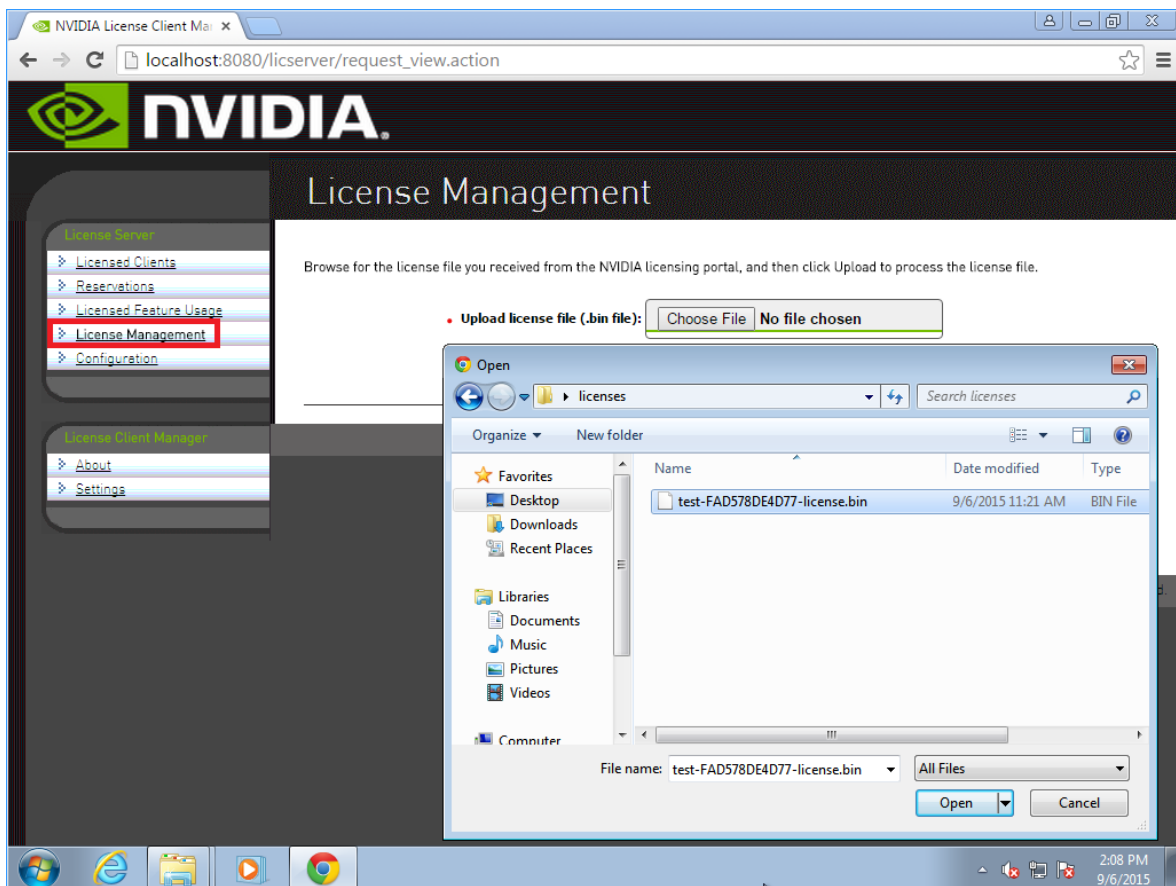 NVIDIA License Client Ma
localhost:8080/licserver/request_view.action
NVIDIA.
License Management
License Server
Licensed Clients
Reservations
Licensed Feature Usage
License Management
Configuration
License Client Manager
About
Settings
Browse for the license file you received from the NVIDIA licensing portal, and then click Upload to process the license file.
Upload license file (.bin file): Choose File No file chosen
Open
licenses
Search licenses
Organize New folder
Favorites
Desktop
Downloads
Recent Places
Libraries
Documents
Music
Pictures
Videos
Computer
Name Date modified Type
test-FAD578DE4D77-license.bin 9/6/2015 11:21 AM BIN File
File name: test-FAD578DE4D77-license.bin All Files
Open Cancel
d.
2:08 PM
9/6/2015